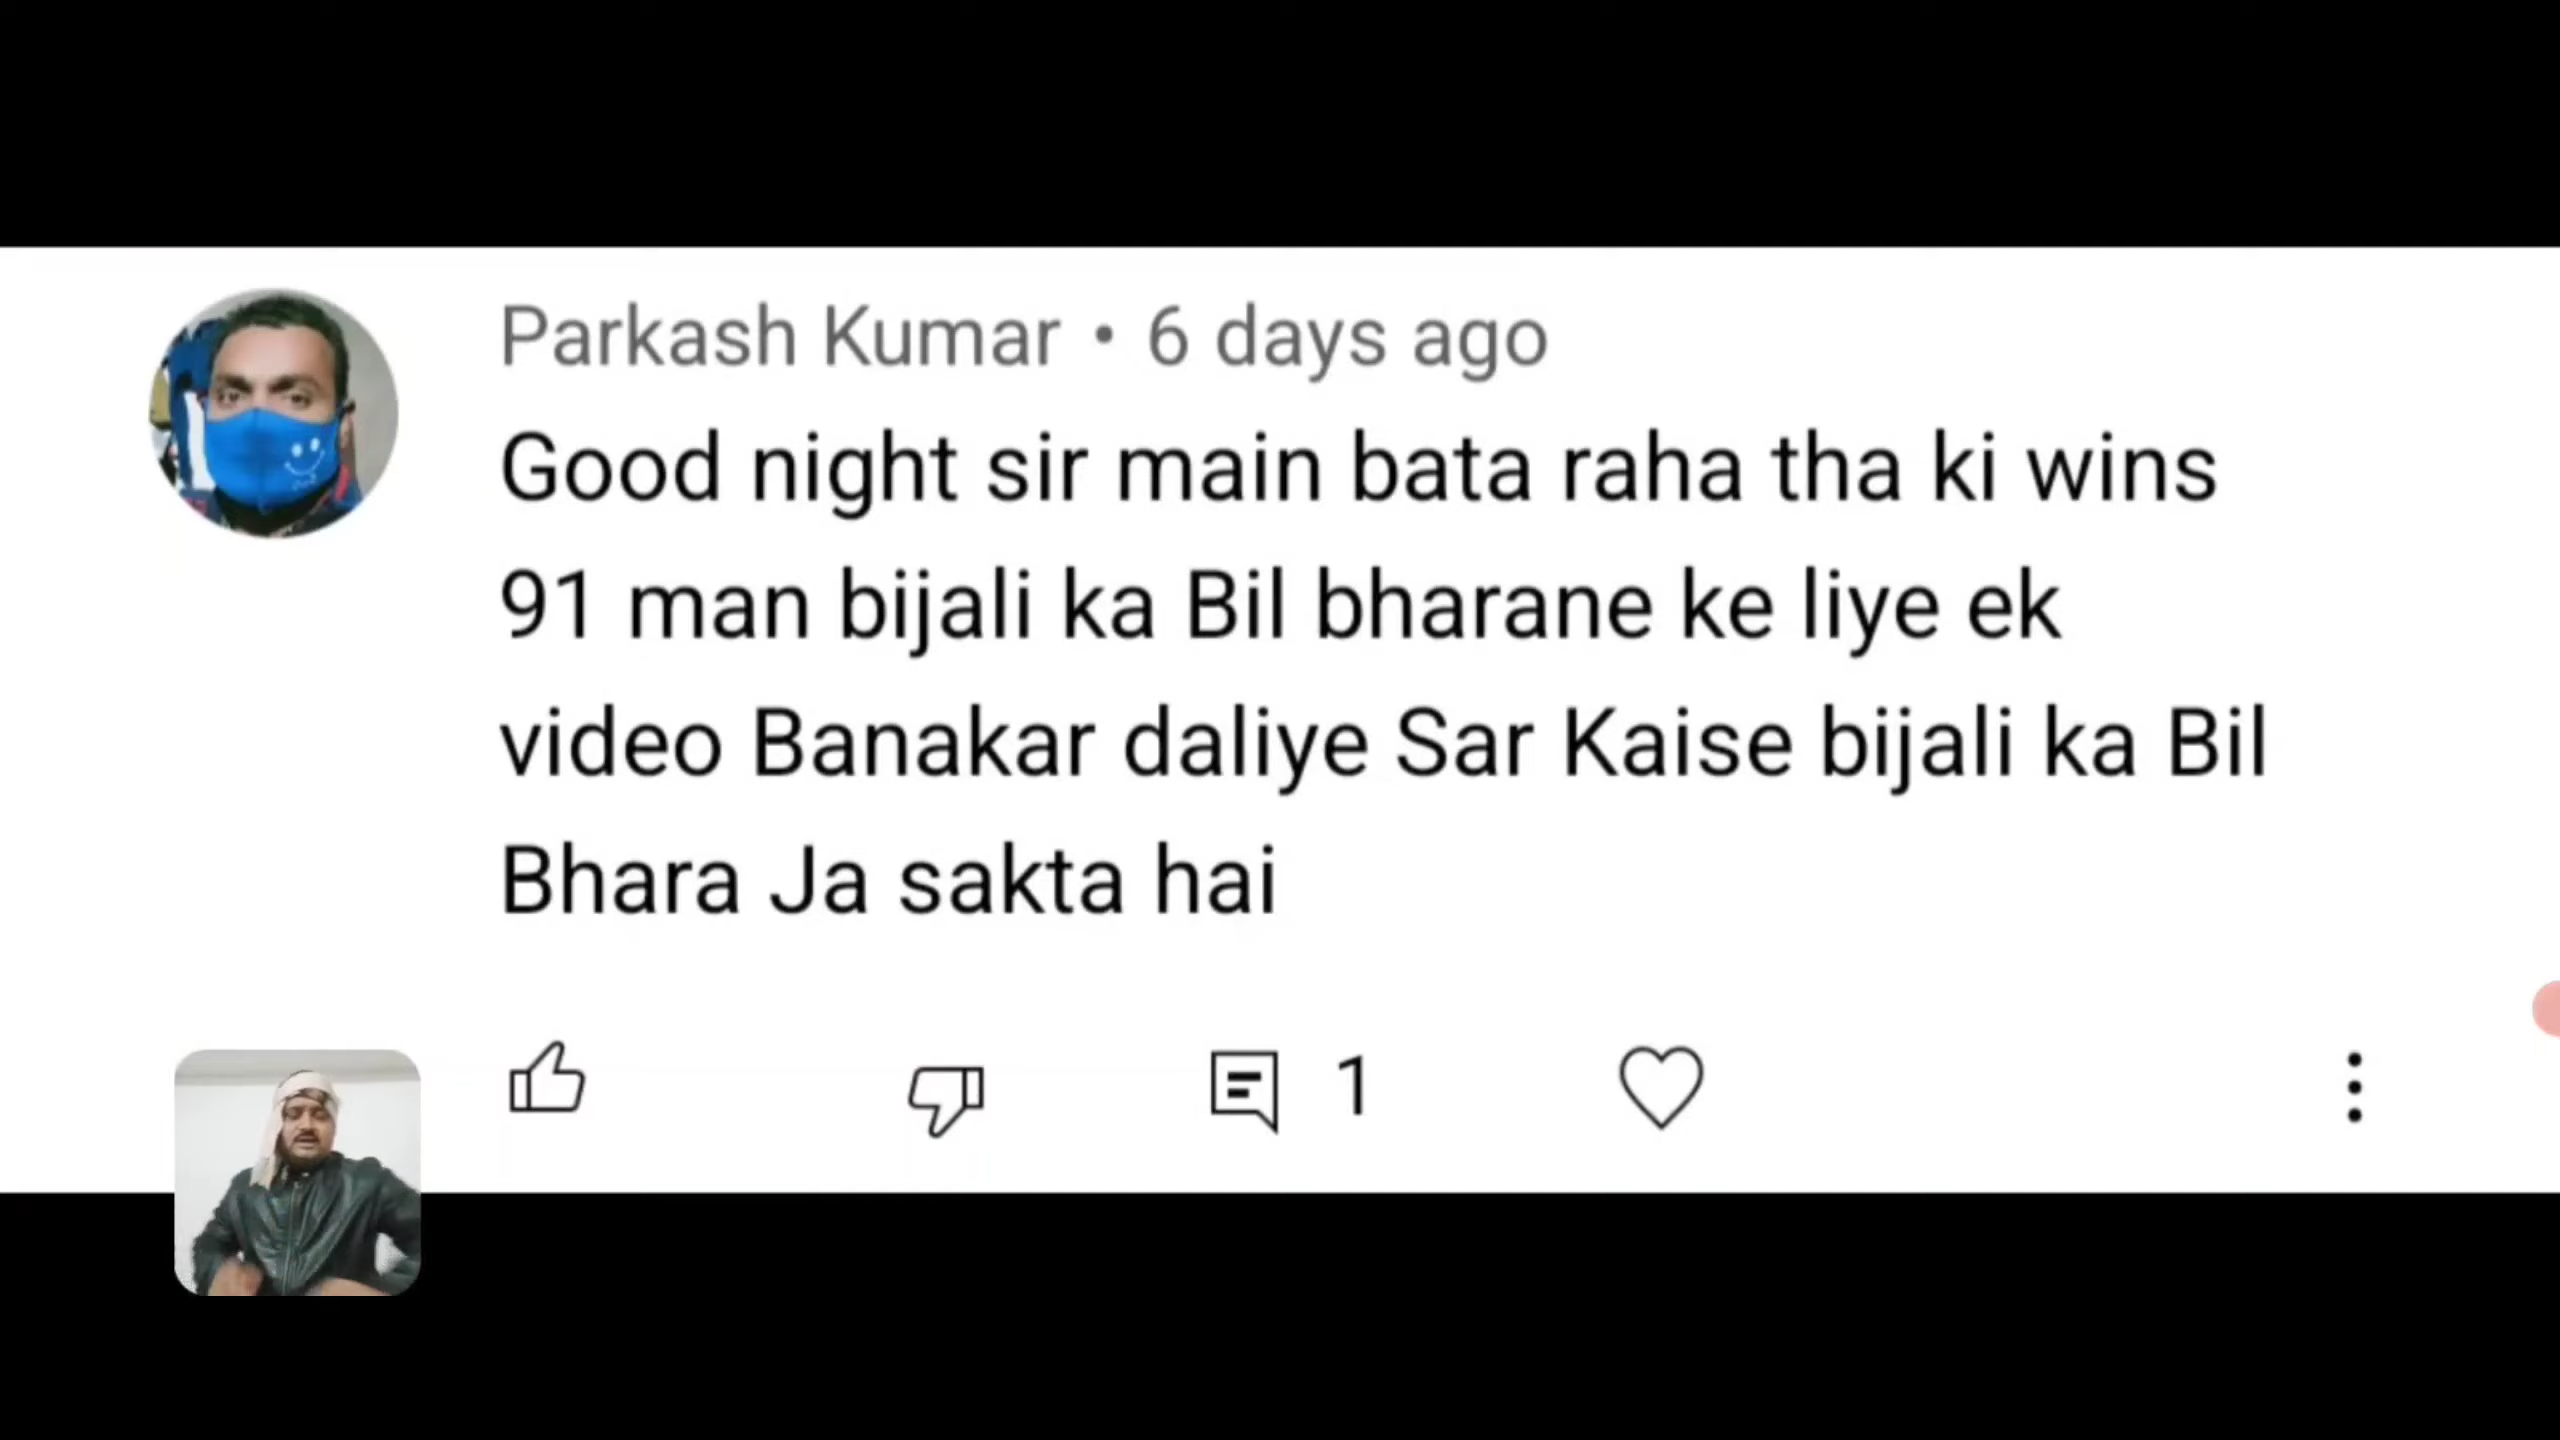 Parkash Kumar • 6 days ago
Good night sir main bata raha tha ki wins
91 man bijali ka Bil bharane ke liye ek
video Banakar daliye Sar Kaise bijali ka Bil
Bhara Ja sakta hai
1